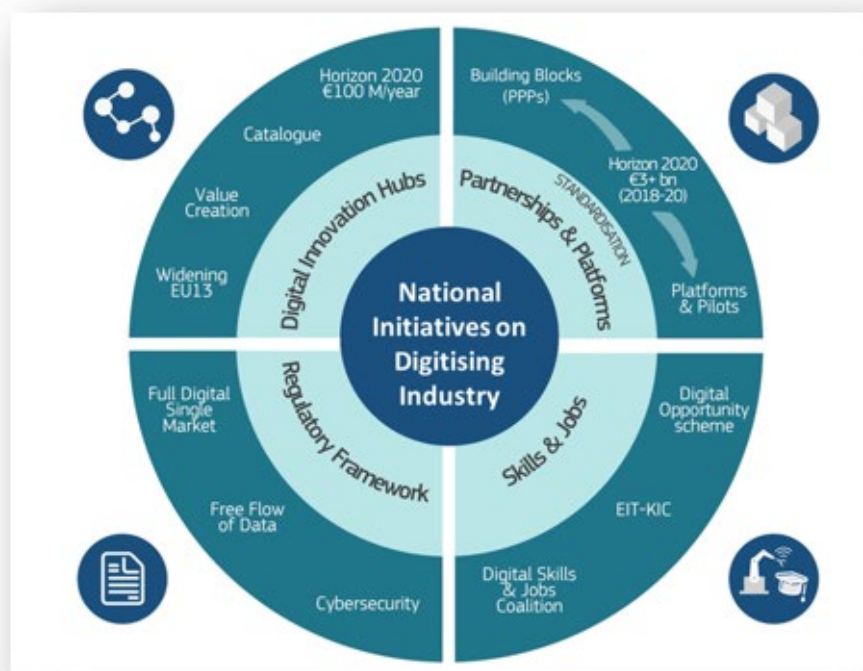 Horizon 2020
€100 M/year
Catalogue
Value
Creation
Widening
EU13
Digital Innovation Hubs
Building Blocks
(PPPs)
Horizon 2020
€3+ bn
(2018-20)
Platforms
& Pilots
STANDARDISATION
Partnerships & Platforms
National
Initiatives on
Digitising
Industry
Full Digital
Single
Market
Free Flow
of Data
Cybersecurity
Regulatory Framework
Skills & Jobs
Digital
Opportunity
scheme
EIT-KIC
Digital Skills
& Jobs
Coalition